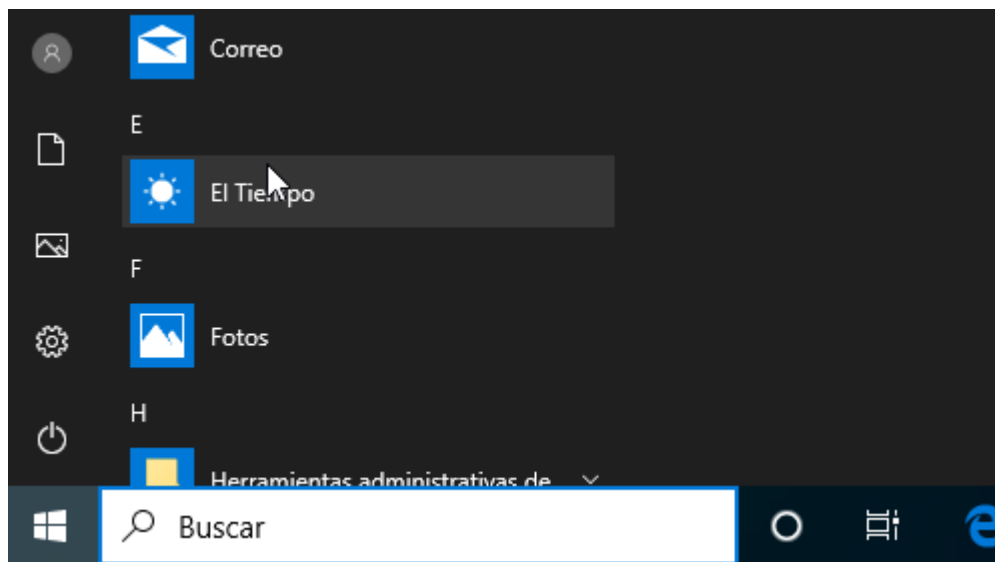 Correo
E
El Tiempo
F
Fotos
H
Herramientas administrativas de
Buscar